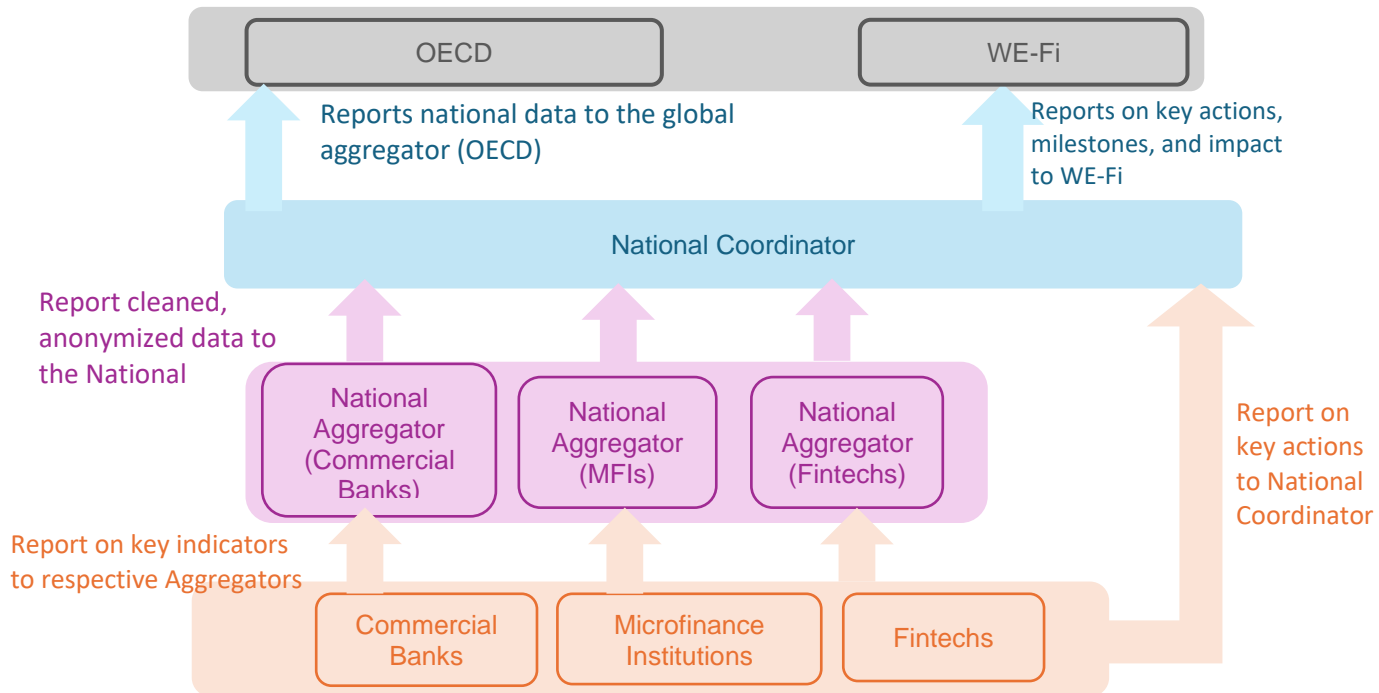 OECD
WE-Fi
Reports national data to the global
aggregator (OECD)
Reports on key actions,
milestones, and impact
to WE-Fi
National Coordinator
Report cleaned,
anonymized data to
the National
National
Aggregator
(Commercial
Banks)
National
Aggregator
(MFIs)
National
Aggregator
(Fintechs)
Report on
key actions
to National
Coordinator
Report on key indicators
to respective Aggregators
Commercial
Banks
Microfinance
Institutions
Fintechs